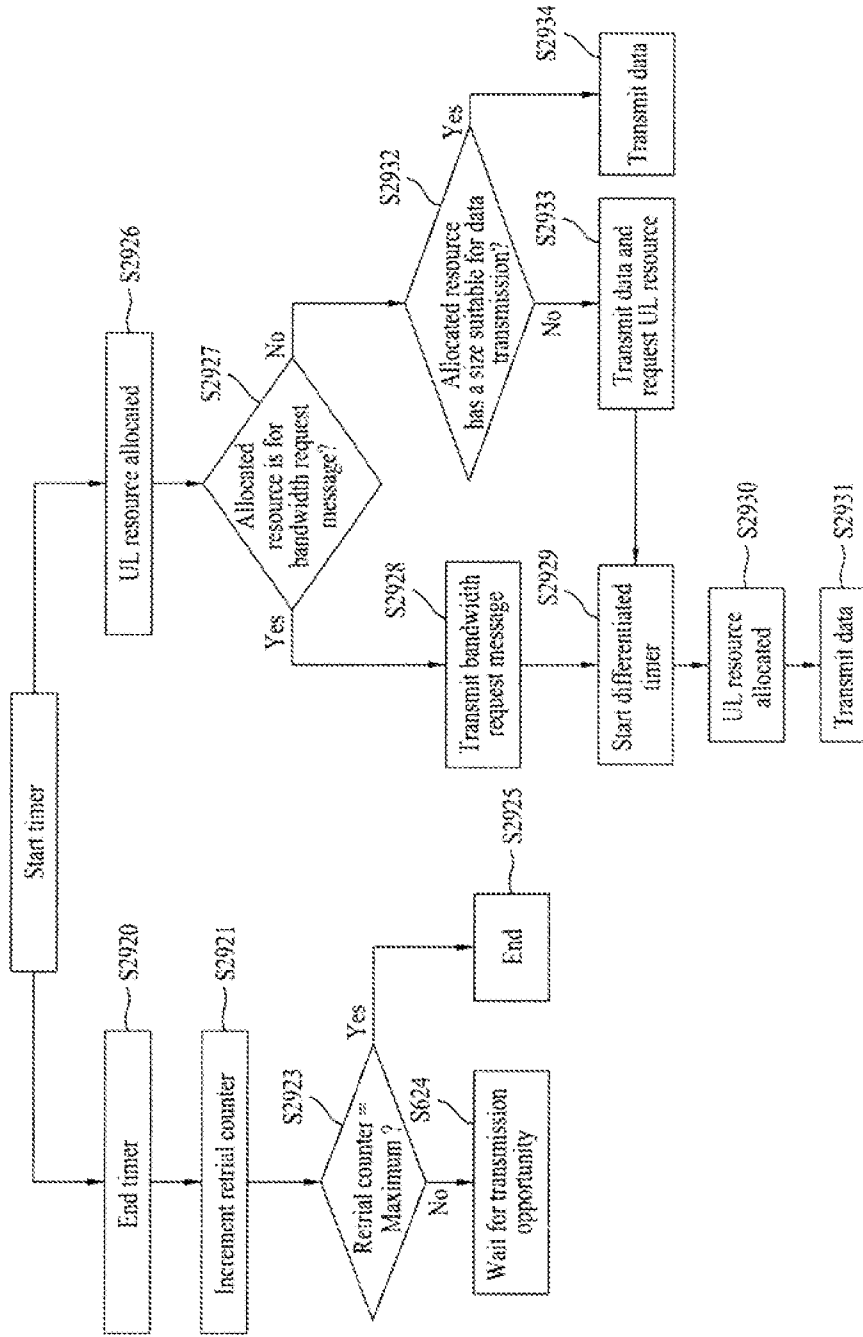 Start timer
End timer
S2920
Increment retrial counter
S2921
Retrial counter =
Maximum ?
S2923
Yes
No
End
S2925
Wait for transmission
opportunity
S624
UL resource allocated
S2926
Allocated
resource is for
bandwidth request
message?
S2927
Yes
No
Transmit bandwidth
request message
S2928
Start differentiated
timer
S2929
UL resource
allocated
S2930
Transmit data
S2931
Allocated resource
has a size suitable for data
transmission?
S2932
Yes
No
Transmit data and
request UL resource
S2933
Transmit data
S2934